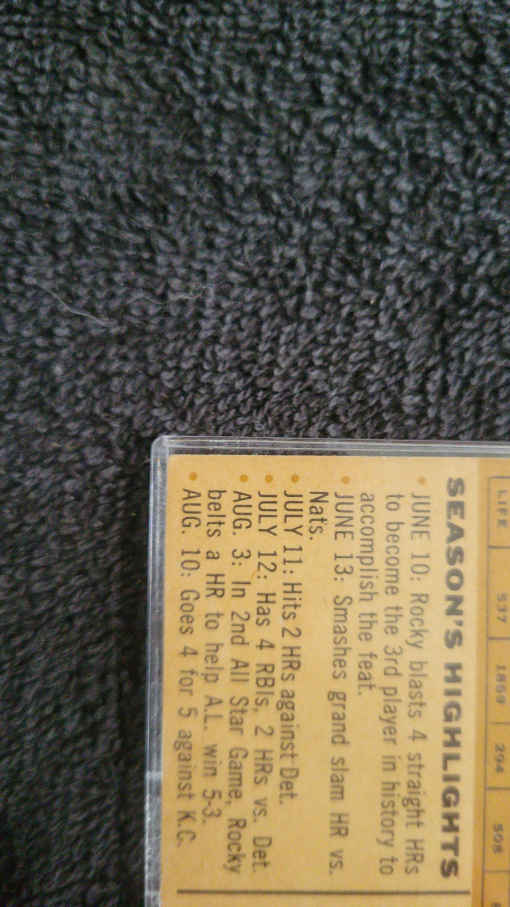 LIFE 537 1859 294 508
SEASON'S HIGHLIGHTS
• JUNE 10: Rocky blasts 4 straight HRs
to become the 3rd player in history to
accomplish the feat.
• JUNE 13: Smashes grand slam HR vs.
Nats.
• JULY 11: Hits 2 HRs against Det.
• JULY 12: Has 4 RBIs, 2 HRs vs. Det.
• AUG. 3: In 2nd All Star Game, Rocky
belts a HR to help A.L. win 5-3.
• AUG. 10: Goes 4 for 5 against K.C.